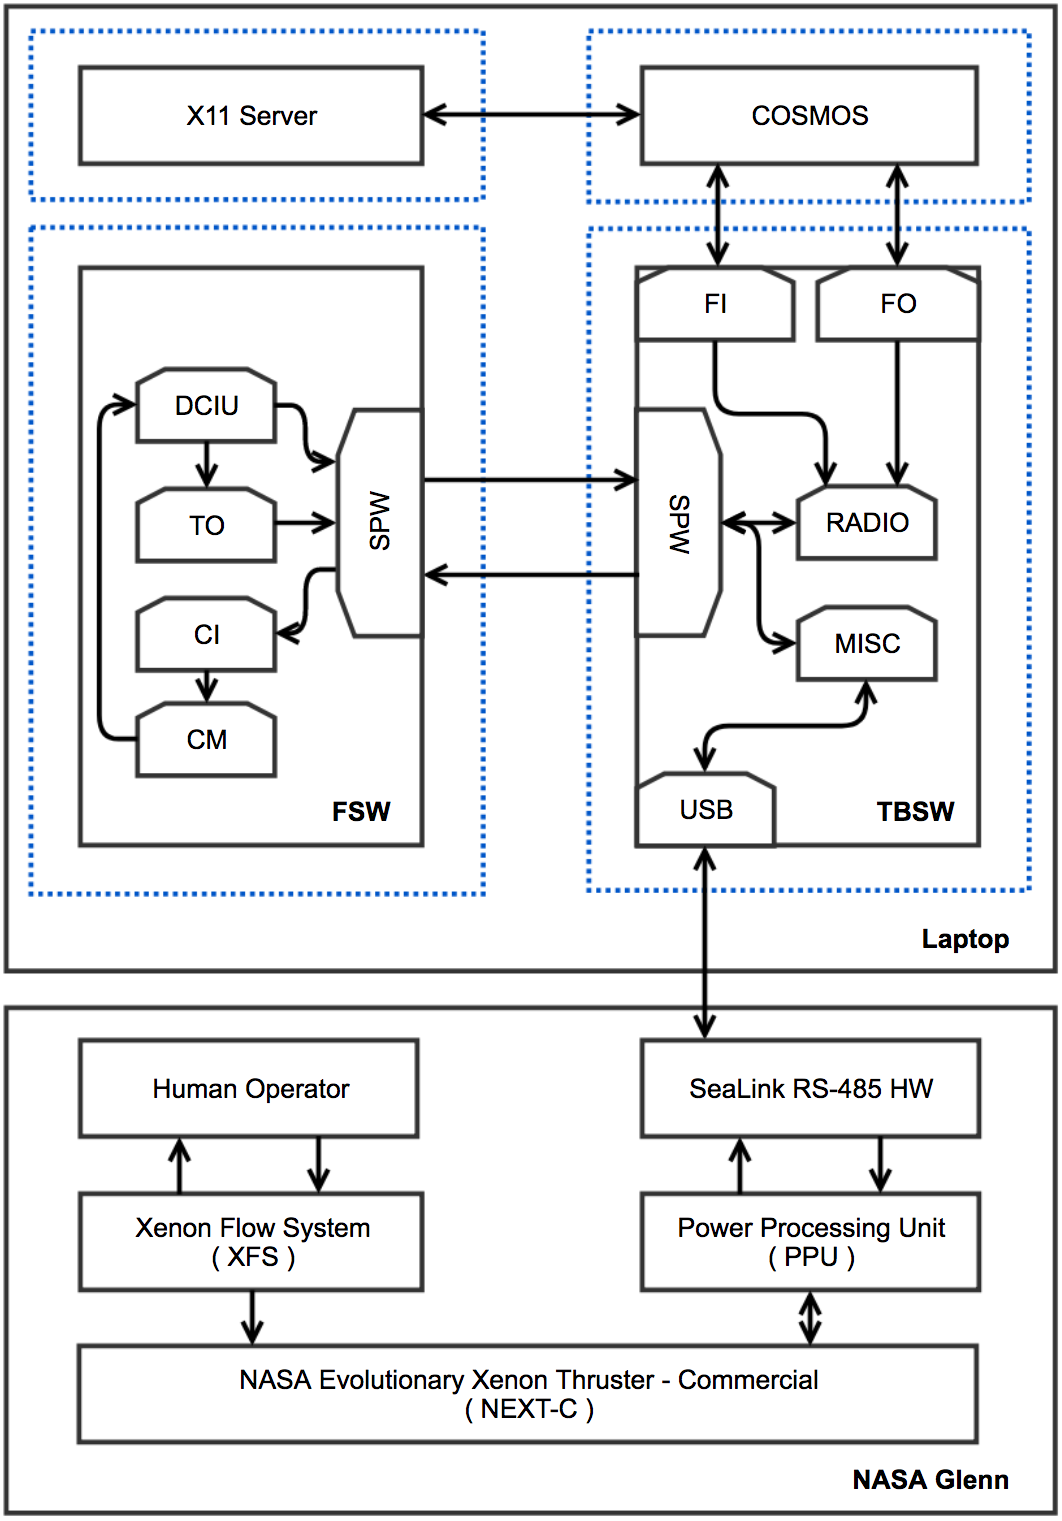 X11 Server
COSMOS
FI
FO
DCIU
SPW
SPW
TO
RADIO
CI
MISC
CM
USB
FSW
TBSW
Laptop
Human Operator
SeaLink RS-485 HW
Xenon Flow System
( XFS )
Power Processing Unit
( PPU )
NASA Evolutionary Xenon Thruster - Commercial
( NEXT-C )
NASA Glenn